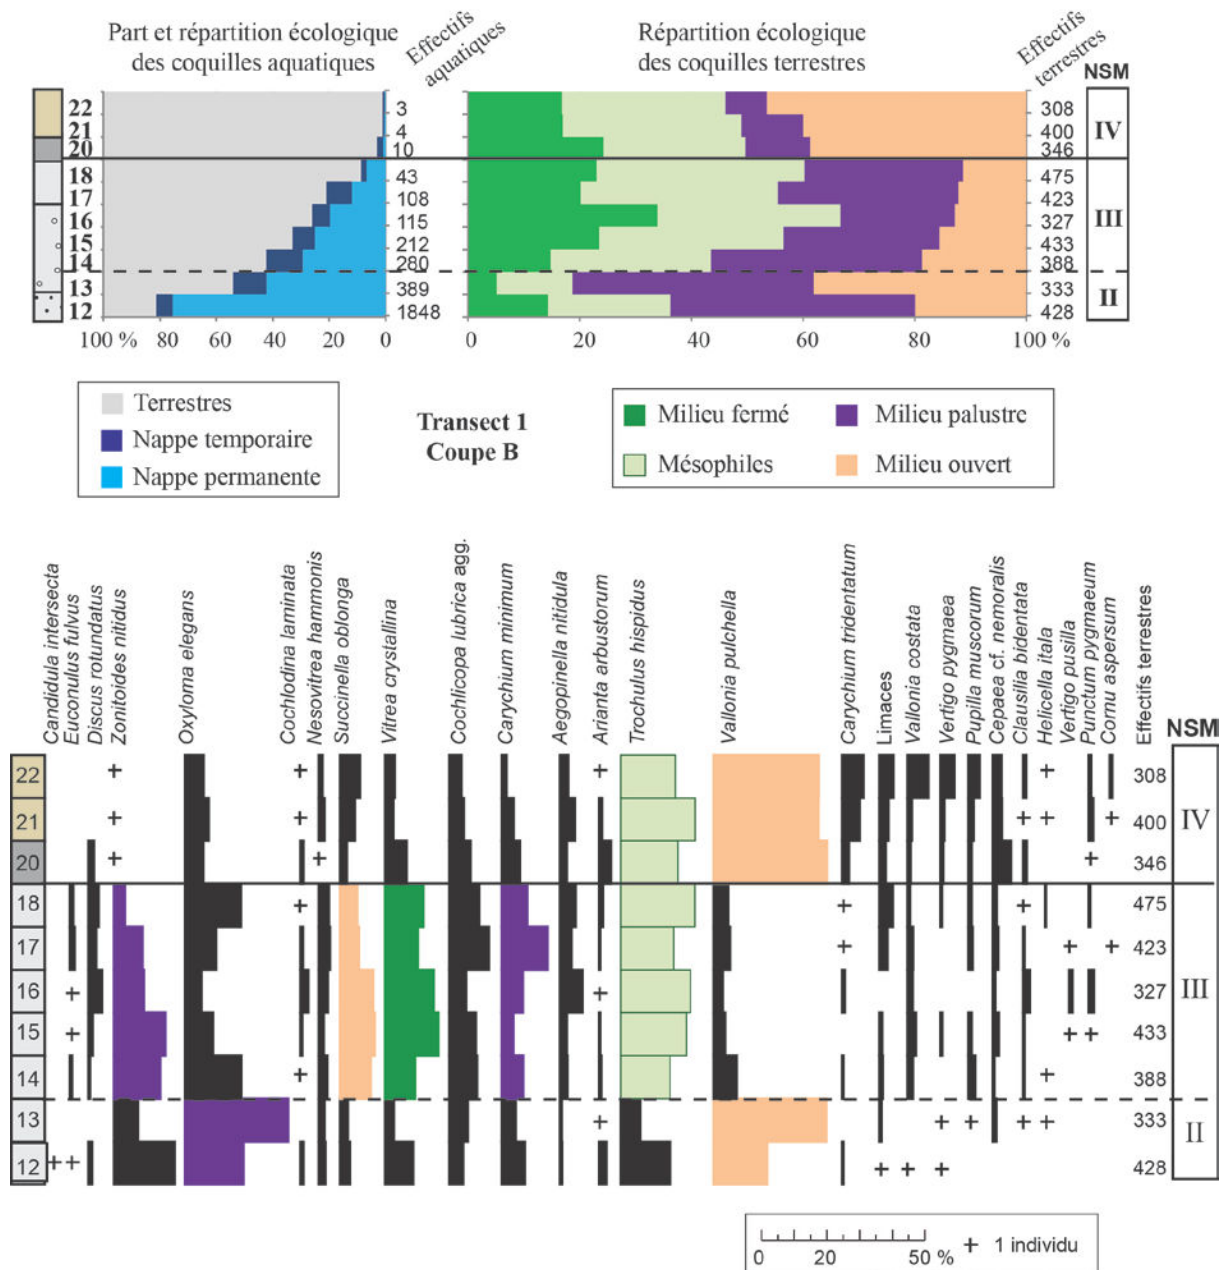 Part et répartition écologique
des coquilles aquatiques
Effectifs
aquatiques
Répartition écologique
des coquilles terrestres
Effectifs
terrestres
NSM
22 3 308
21 4 400 IV
20 10 346
18 43 475
17 108 423
16 115 327 III
15 212 433
14 280 388
13 389 333 II
12 1848 428
100 % 80 60 40 20 0 0 20 40 60 80 100 %
Terrestres
Nappe temporaire
Nappe permanente
Transect 1
Coupe B
Milieu fermé
Milieu palustre
Mésophiles
Milieu ouvert
Candidula intersecta
Euconulus fulvus
Discus rotundatus
Zonitoides nitidus
Oxyloma elegans
Cochlodina laminata
Nesovitrea hammonis
Succinella oblonga
Vitrea crystallina
Cochlicopa lubrica agg.
Carychium minimum
Aegopinella nitidula
Arianta arbustorum
Trochulus hispidus
Vallonia pulchella
Carychium tridentatum
Limaces
Vallonia costata
Vertigo pygmaea
Pupilla muscorum
Cepaea cf. nemoralis
Clausilia bidentata
Helicella itala
Vertigo pusilla
Punctum pygmaeum
Cornu aspersum
Effectifs terrestres
NSM
22 + + + + 308
21 + + + + + 400 IV
20 + + + 346
18 + + + 475
17 + + + 423
16 + + 327 III
15 + + + 433
14 + + 388
13 + + + + + 333 II
12 + + + + + 428
0 20 50 % + 1 individu